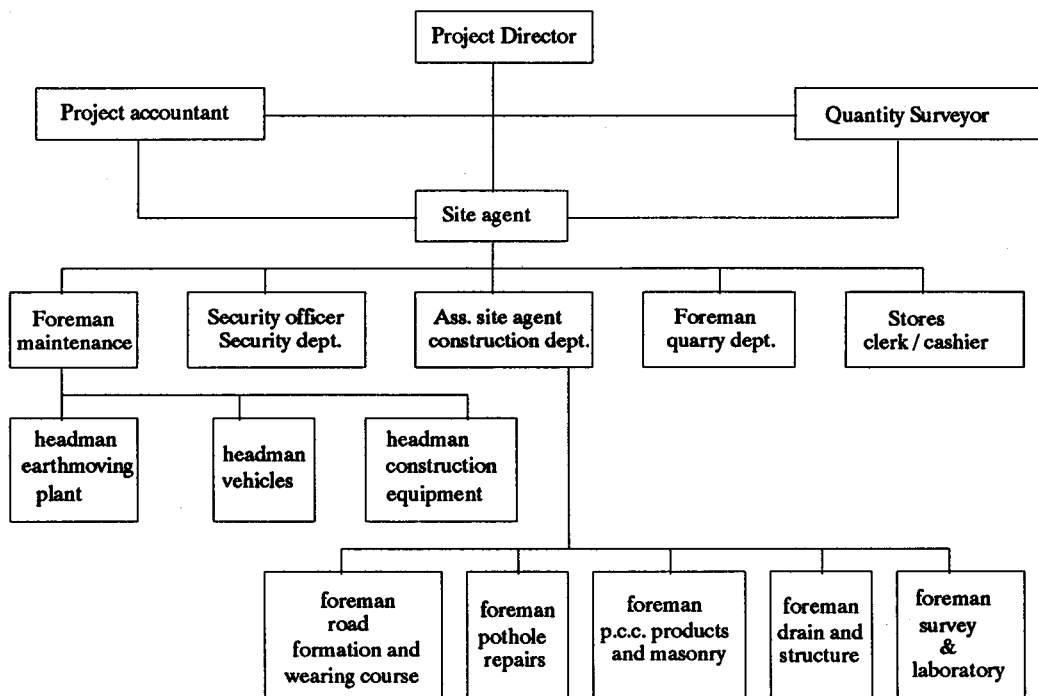 Project Director
Project accountant
Quantity Surveyor
Site agent
Foreman
maintenance
Security officer
Security dept.
Ass. site agent
construction dept.
Foreman
quarry dept.
Stores
clerk / cashier
headman
earthmoving
plant
headman
vehicles
headman
construction
equipment
foreman
road
formation and
wearing course
foreman
pothole
repairs
foreman
p.c.c. products
and masonry
foreman
drain and
structure
foreman
survey
&
laboratory